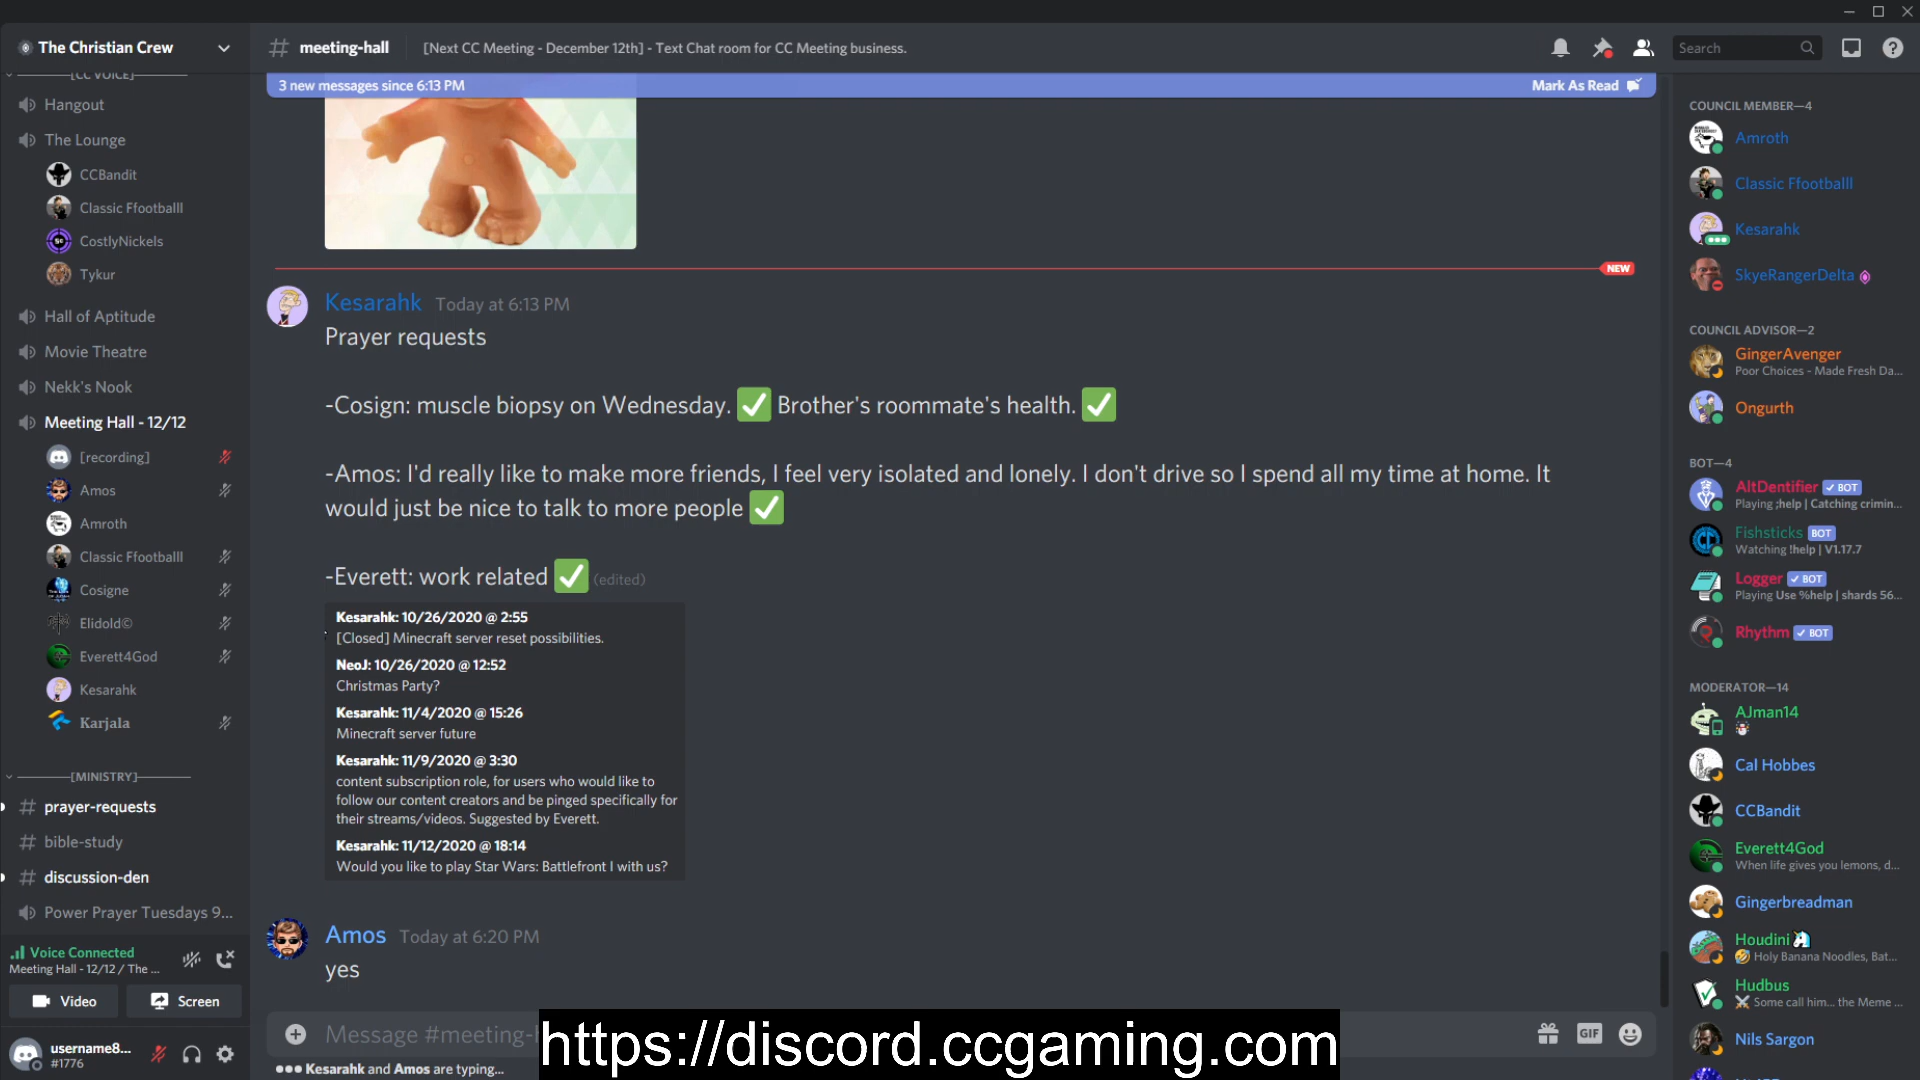 The Christian Crew
# meeting-hall
[Next CC Meeting - December 12th] - Text Chat room for CC Meeting business.
Search
[CC VOICE]
Hangout
The Lounge
CCBandit
Classic Ffootballl
CostlyNickels
Tykur
Hall of Aptitude
Movie Theatre
Nekk's Nook
Meeting Hall - 12/12
[recording]
Amos
Amroth
Classic Ffootballl
Cosigne
Elidold©
Everett4God
Kesarahk
Karjala
[MINISTRY]
# prayer-requests
# bible-study
# discussion-den
Power Prayer Tuesdays 9...
Voice Connected
Meeting Hall - 12/12 / The ...
Video
Screen
username8...
#1776
3 new messages since 6:13 PM
Mark As Read
NEW
Kesarahk Today at 6:13 PM
Prayer requests
-Cosign: muscle biopsy on Wednesday. ✅ Brother's roommate's health. ✅
-Amos: I'd really like to make more friends, I feel very isolated and lonely. I don't drive so I spend all my time at home. It
would just be nice to talk to more people ✅
-Everett: work related ✅ (edited)
Kesarahk: 10/26/2020 @ 2:55
[Closed] Minecraft server reset possibilities.
NeoJ: 10/26/2020 @ 12:52
Christmas Party?
Kesarahk: 11/4/2020 @ 15:26
Minecraft server future
Kesarahk: 11/9/2020 @ 3:30
content subscription role, for users who would like to
follow our content creators and be pinged specifically for
their streams/videos. Suggested by Everett.
Kesarahk: 11/12/2020 @ 18:14
Would you like to play Star Wars: Battlefront I with us?
Amos Today at 6:20 PM
yes
Message #meeting-
https://discord.ccgaming.com
GIF
Kesarahk and Amos are typing...
COUNCIL MEMBER—4
Amroth
Classic Ffootballl
Kesarahk
SkyeRangerDelta
COUNCIL ADVISOR—2
GingerAvenger
Poor Choices - Made Fresh Da...
Ongurth
BOT—4
AltDentifier ✓ BOT
Playing ;help | Catching crimin...
Fishsticks BOT
Watching !help | V1.17.7
Logger ✓ BOT
Playing Use %help | shards 56...
Rhythm ✓ BOT
MODERATOR—14
AJman14
Cal Hobbes
CCBandit
Everett4God
When life gives you lemons, d...
Gingerbreadman
Houdini
Holy Banana Noodles, Bat...
Hudbus
Some call him... the Meme ...
Nils Sargon